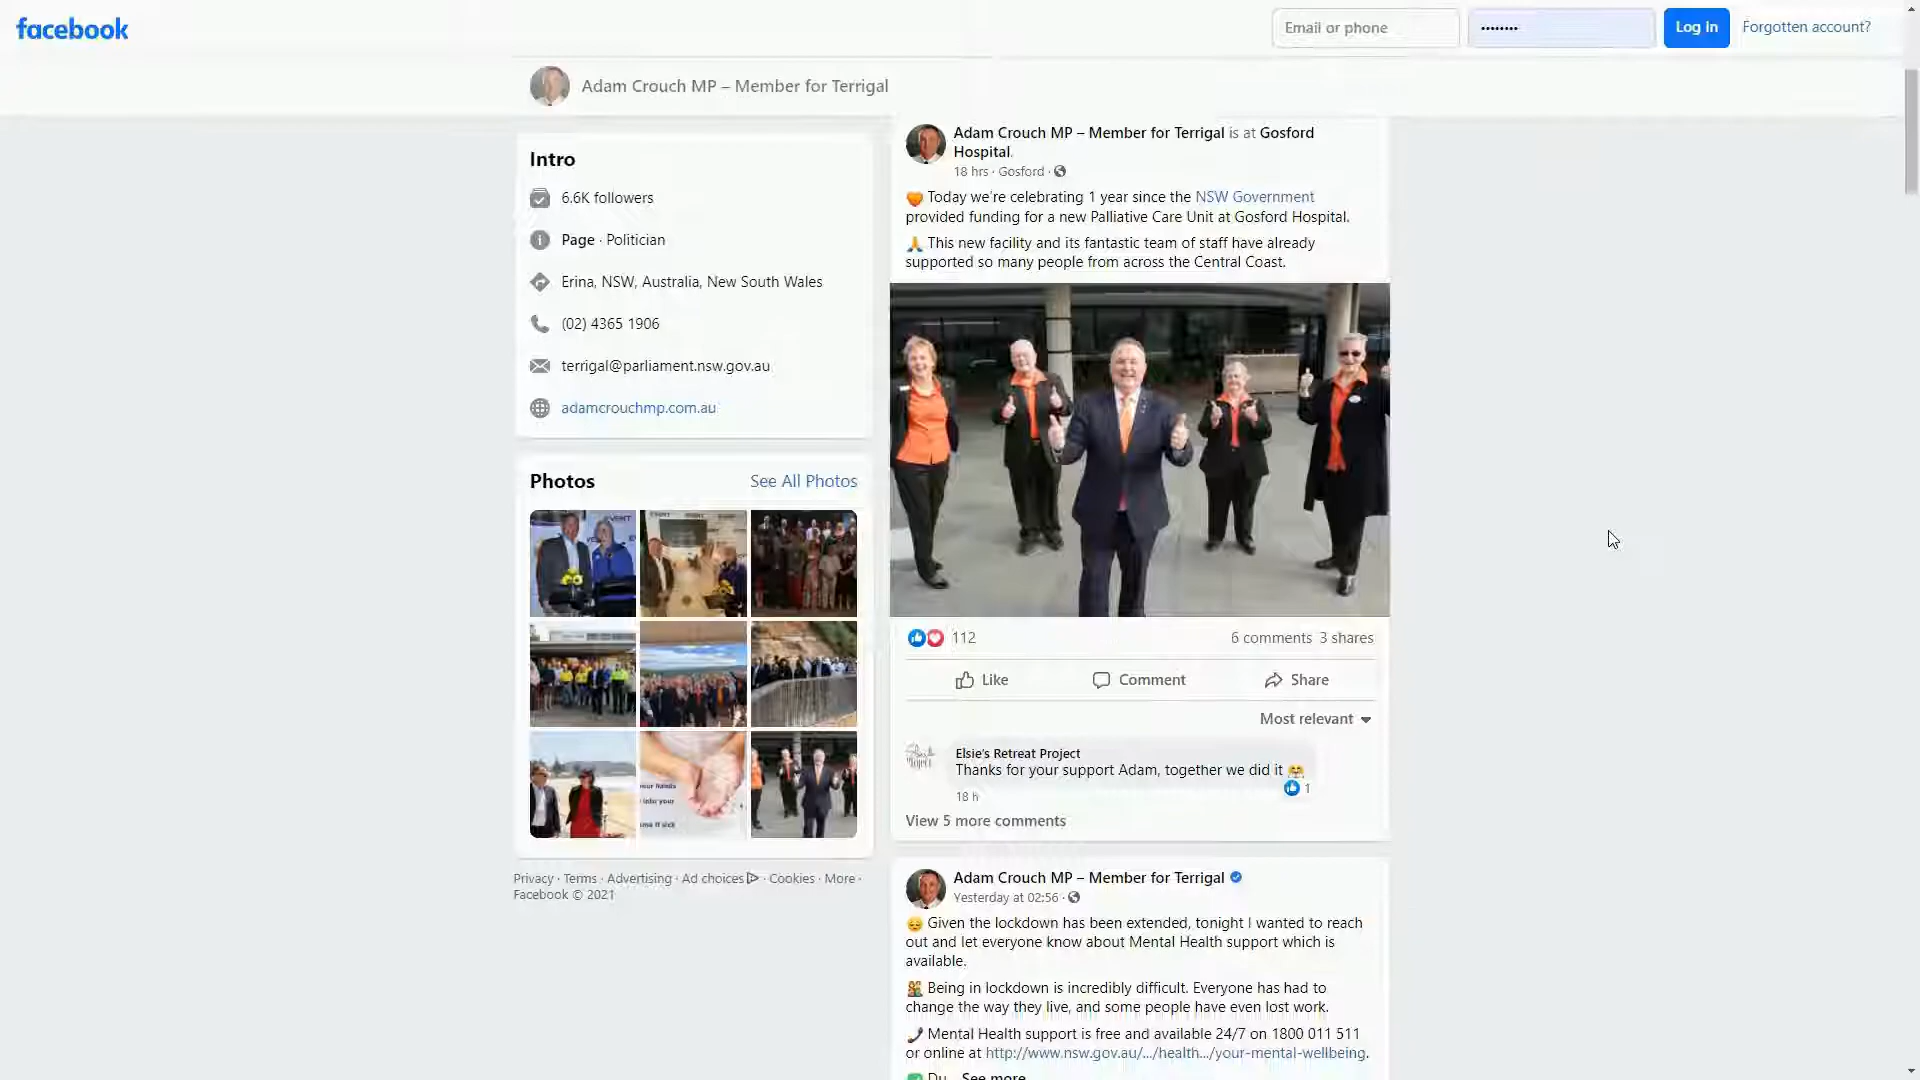 facebook
Email or phone
••••••••
Log In
Forgotten account?
Adam Crouch MP – Member for Terrigal
Intro
6.6K followers
Page · Politician
Erina, NSW, Australia, New South Wales
(02) 4365 1906
terrigal@parliament.nsw.gov.au
adamcrouchmp.com.au
Photos
See All Photos
Privacy · Terms · Advertising · Ad choices · Cookies · More ·
Facebook © 2021
Adam Crouch MP – Member for Terrigal is at Gosford
Hospital.
18 hrs · Gosford ·
🧡 Today we're celebrating 1 year since the NSW Government
provided funding for a new Palliative Care Unit at Gosford Hospital.
🙏 This new facility and its fantastic team of staff have already
supported so many people from across the Central Coast.
112
6 comments 3 shares
Like
Comment
Share
Most relevant
Elsie's Retreat Project
Thanks for your support Adam, together we did it 🤗
1
18 h
View 5 more comments
Adam Crouch MP – Member for Terrigal
Yesterday at 02:56 ·
😔 Given the lockdown has been extended, tonight I wanted to reach
out and let everyone know about Mental Health support which is
available.
Being in lockdown is incredibly difficult. Everyone has had to
change the way they live, and some people have even lost work.
Mental Health support is free and available 24/7 on 1800 011 511
or online at http://www.nsw.gov.au/.../health.../your-mental-wellbeing.
See more